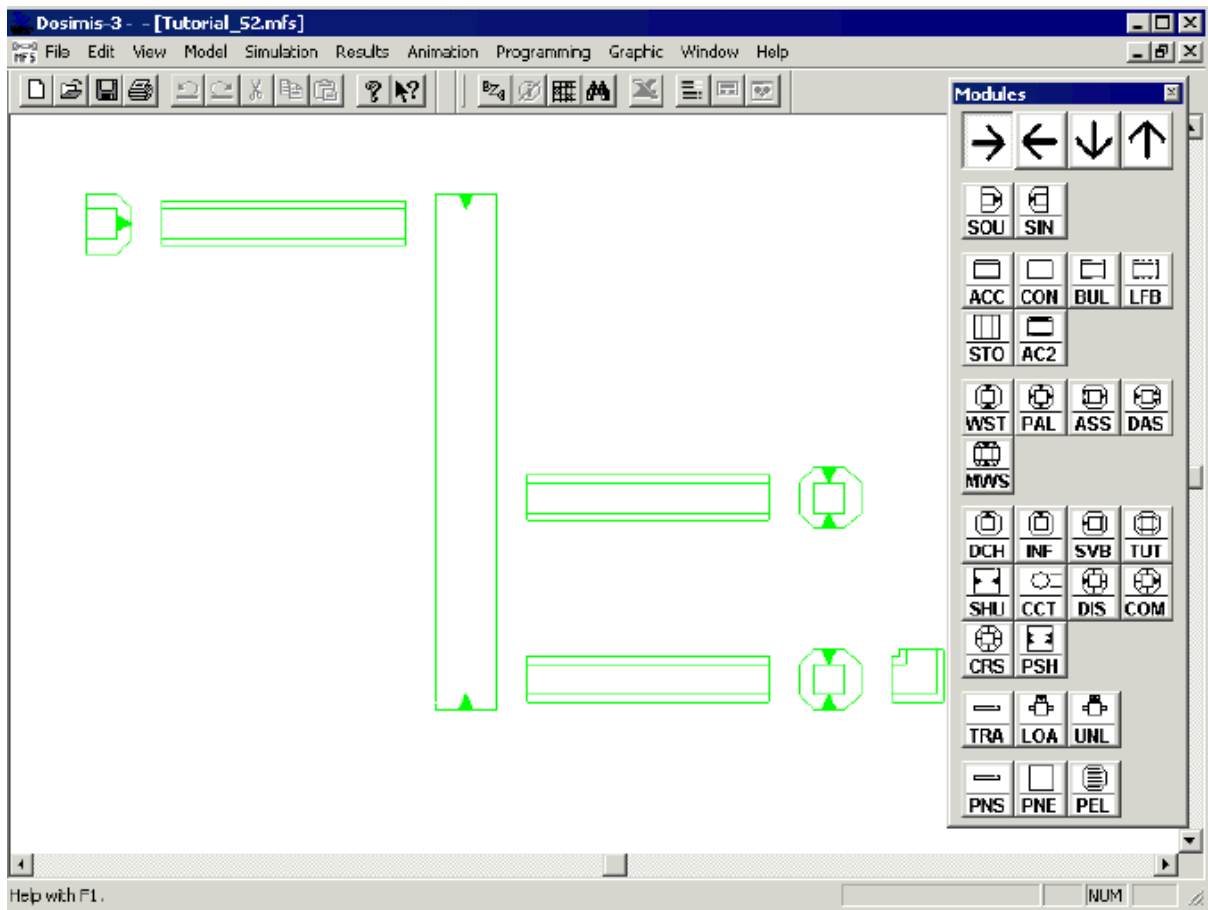 Dosimis-3 - - [Tutorial_52.mfs]
MFS File Edit View Model Simulation Results Animation Programming Graphic Window Help
Modules
SOU SIN
ACC CON BUL LFB
STO AC2
WST PAL ASS DAS
MWS
DCH INF SVB TUT
SHU CCT DIS COM
CRS PSH
TRA LOA UNL
PNS PNE PEL
Help with F1.
NUM